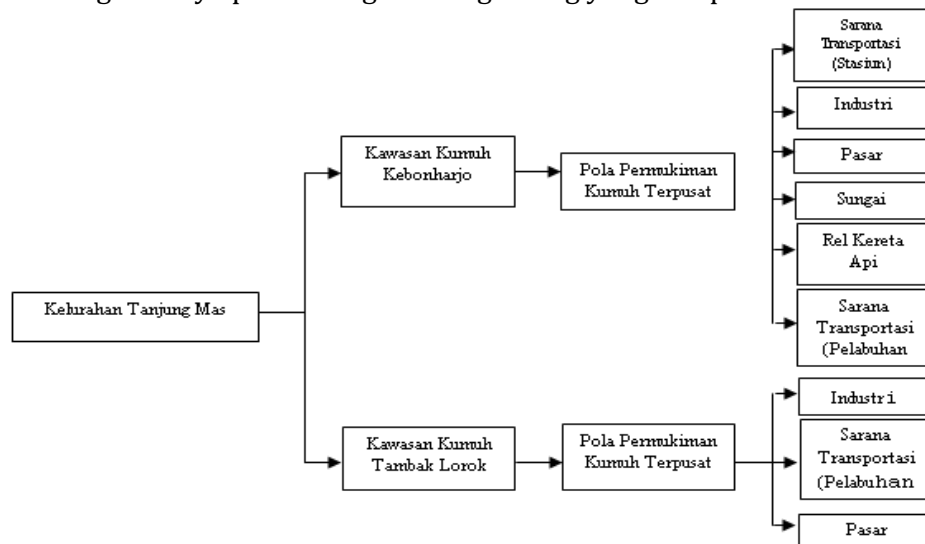 Sarana
Transportasi
(Stasiun)
Industri
Kawasan Kumuh
Kebonharjo
Pola Permukiman
Kumuh Terpusat
Pasar
Sungai
Rel Kereta
Api
Kelurahan Tanjung Mas
Sarana
Transportasi
(Pelabuhan
Industri
Kawasan Kumuh
Tambak Lorok
Pola Permukiman
Kumuh Terpusat
Sarana
Transportasi
(Pelabuhan
Pasar